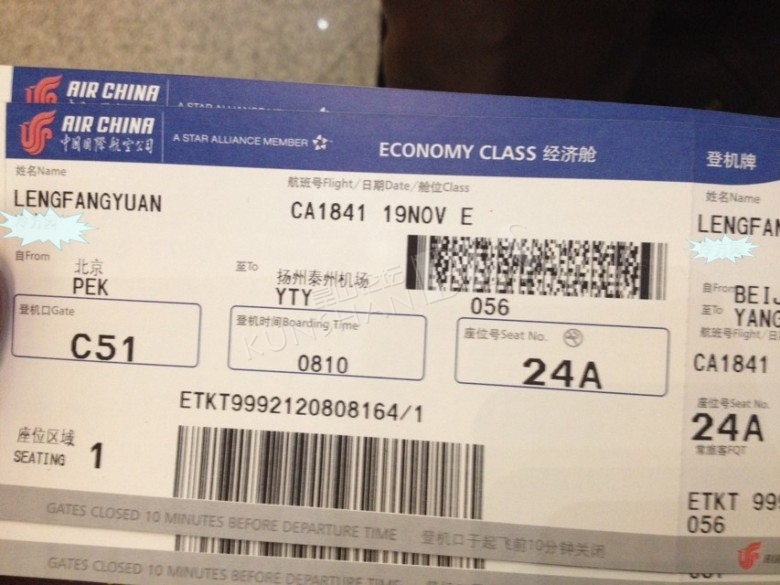 AIR CHINA
AIR CHINA
中国国际航空公司
A STAR ALLIANCE MEMBER
ECONOMY CLASS 经济舱
登机牌
姓名Name
LENGFANGYUAN
航班号Flight/日期Date/舱位Class
CA1841 19NOV E
姓名Name
LENGFAN
自From
北京
PEK
至To
扬州泰州机场
YTY
056
自From BEIJ
至To YANG
航班号Flight/日
CA1841
登机口Gate
C51
登机时间Boarding Time
0810
座位号Seat No.
24A
座位号Seat No.
24A
常旅客FQT
ETKT9992120808164/1
座位区域
SEATING 1
ETKT 999
056
GATES CLOSED 10 MINUTES BEFORE DEPARTURE TIME 登机口于起飞前10分钟关闭
GATES CLOSED 10 MINUTES BEFORE DEPARTURE TIME
AIR